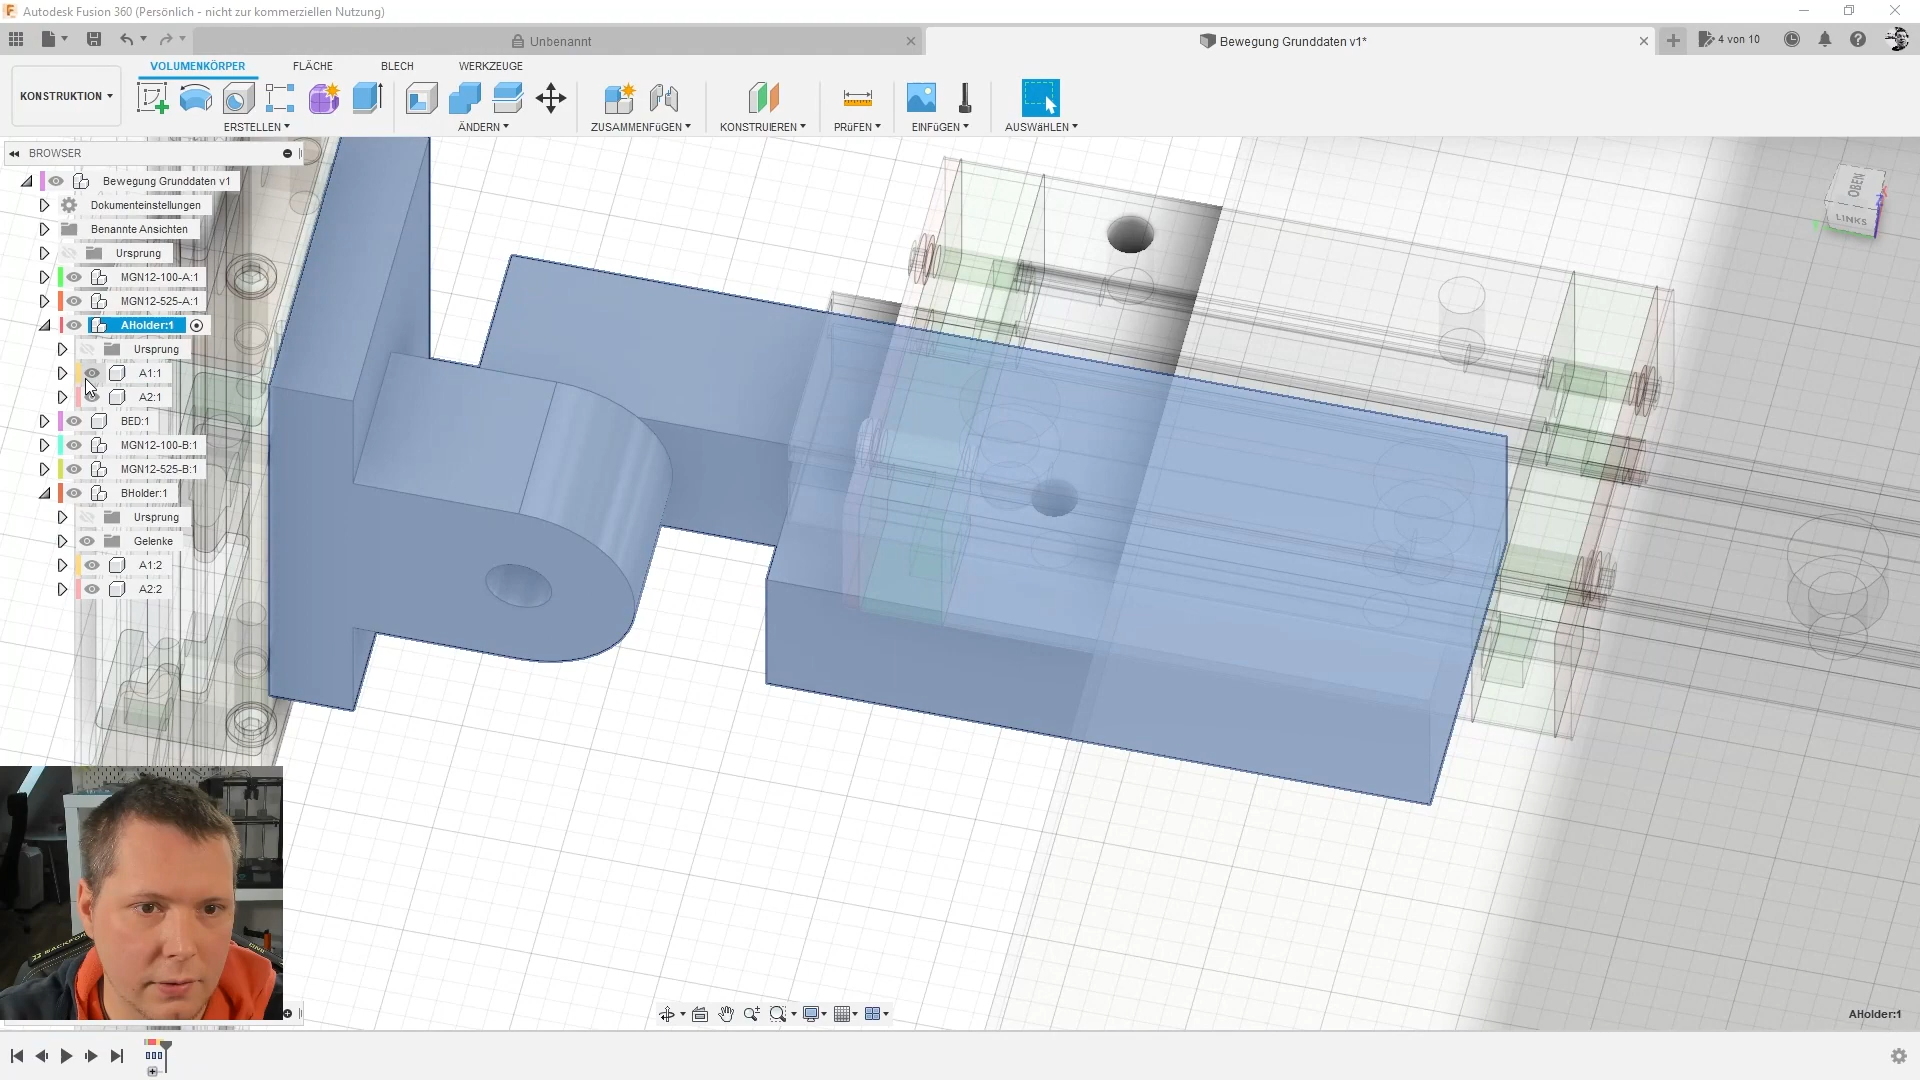 Autodesk Fusion 360 (Persönlich - nicht zur kommerziellen Nutzung)
Unbenannt
Bewegung Grunddaten v1*
4 von 10
VOLUMENKÖRPER
FLÄCHE
BLECH
WERKZEUGE
KONSTRUKTION
ERSTELLEN
ÄNDERN
ZUSAMMENFüGEN
KONSTRUIEREN
PRüFEN
EINFüGEN
AUSWäHLEN
BROWSER
Bewegung Grunddaten v1
Dokumenteinstellungen
Benannte Ansichten
Ursprung
MGN12-100-A:1
MGN12-525-A:1
AHolder:1
Ursprung
A1:1
A2:1
BED:1
MGN12-100-B:1
MGN12-525-B:1
BHolder:1
Ursprung
Gelenke
A1:2
A2:2
OBEN
LINKS
X
Z
AHolder:1